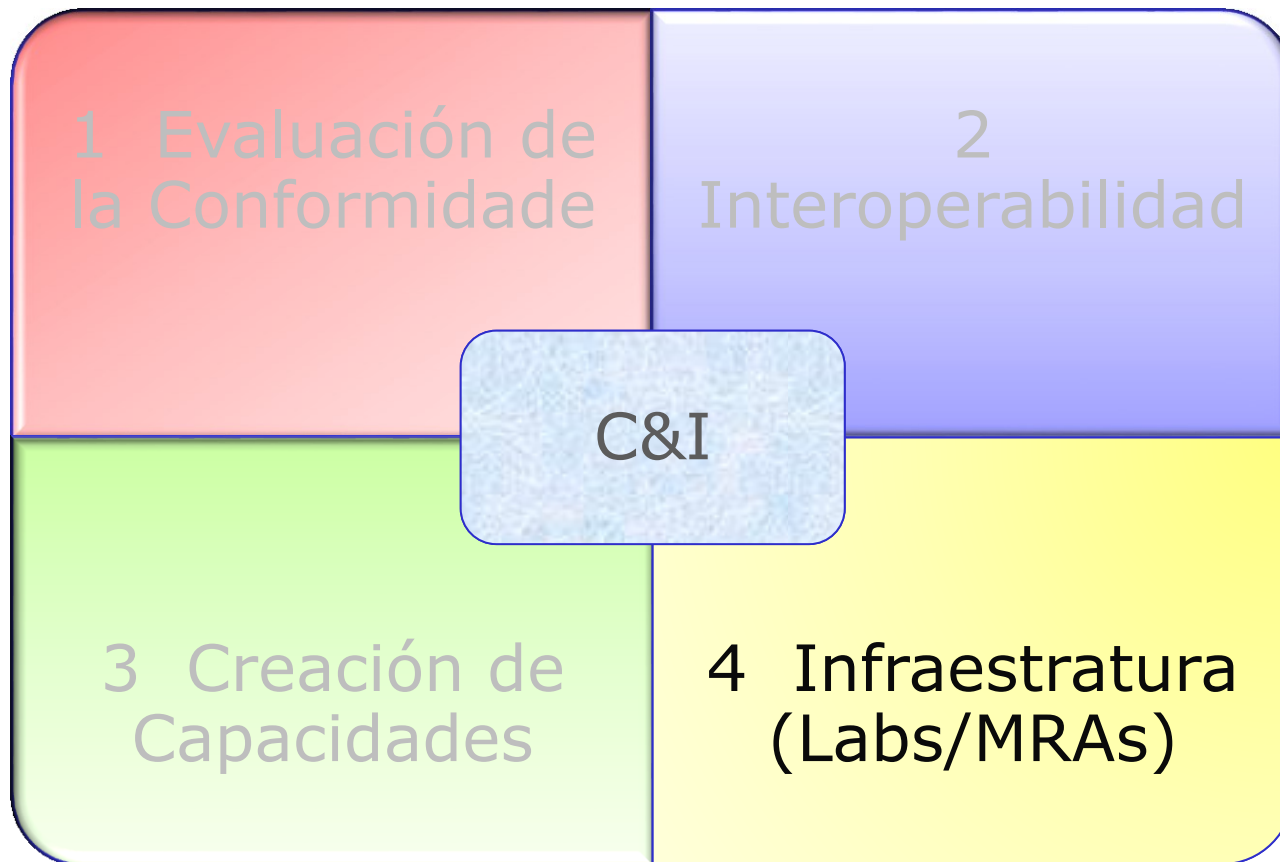 1 Evaluación de
la Conformidade
2
Interoperabilidad
C&I
3 Creación de
Capacidades
4 Infraestratura
(Labs/MRAs)